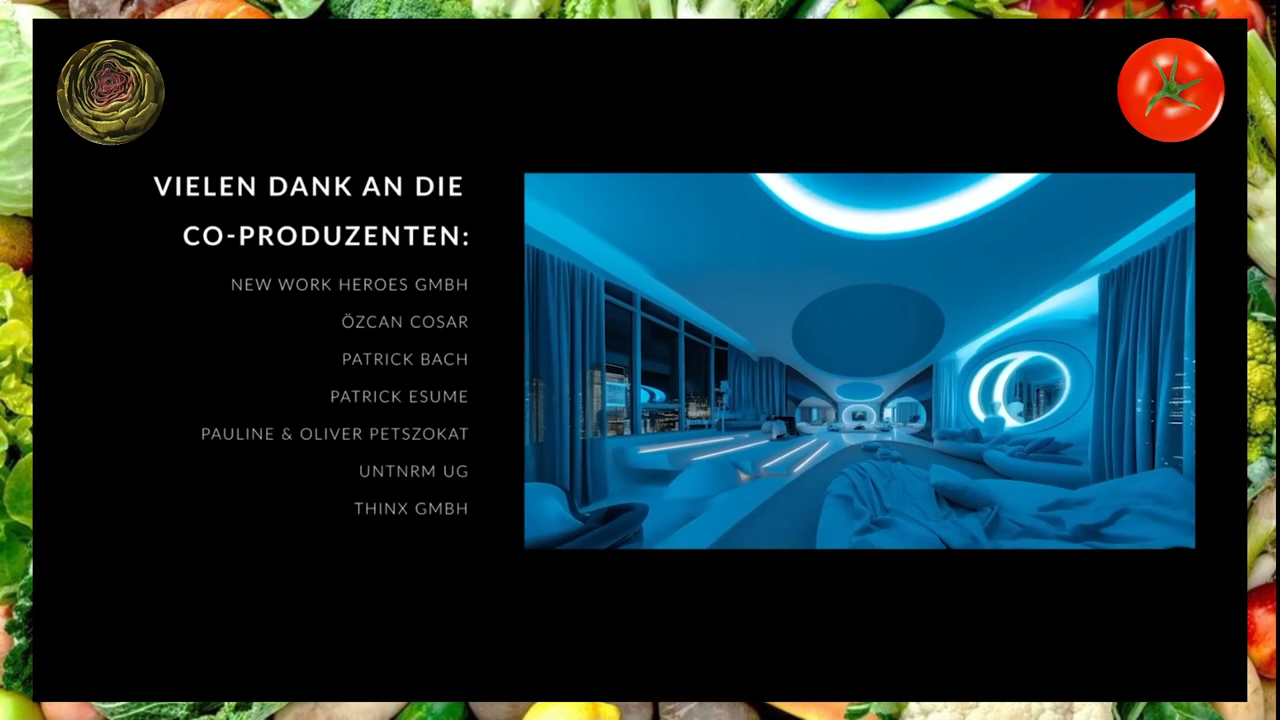 VIELEN DANK AN DIE
CO-PRODUZENTEN:
NEW WORK HEROES GMBH
ÖZCAN COSAR
PATRICK BACH
PATRICK ESUME
PAULINE & OLIVER PETSZOKAT
UNTNRM UG
THINX GMBH